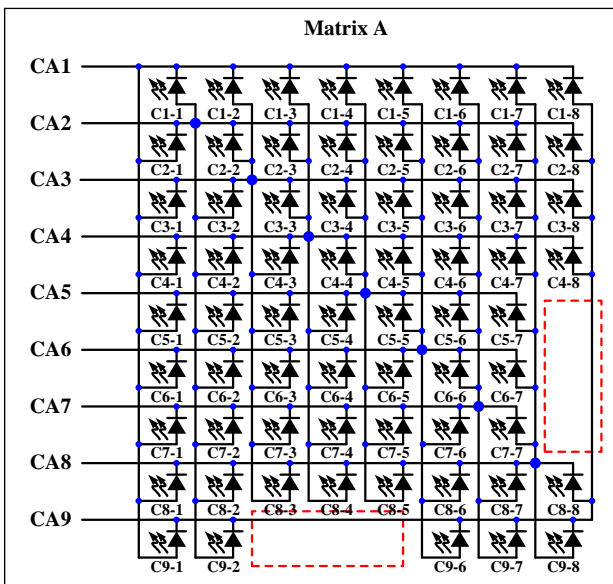 Matrix A
CA1
C1-1 C1-2 C1-3 C1-4 C1-5 C1-6 C1-7 C1-8
CA2
C2-1 C2-2 C2-3 C2-4 C2-5 C2-6 C2-7 C2-8
CA3
C3-1 C3-2 C3-3 C3-4 C3-5 C3-6 C3-7 C3-8
CA4
C4-1 C4-2 C4-3 C4-4 C4-5 C4-6 C4-7 C4-8
CA5
C5-1 C5-2 C5-3 C5-4 C5-5 C5-6 C5-7
CA6
C6-1 C6-2 C6-3 C6-4 C6-5 C6-6 C6-7
CA7
C7-1 C7-2 C7-3 C7-4 C7-5 C7-6 C7-7
CA8
C8-1 C8-2 C8-3 C8-4 C8-5 C8-6 C8-7 C8-8
CA9
C9-1 C9-2 C9-6 C9-7 C9-8